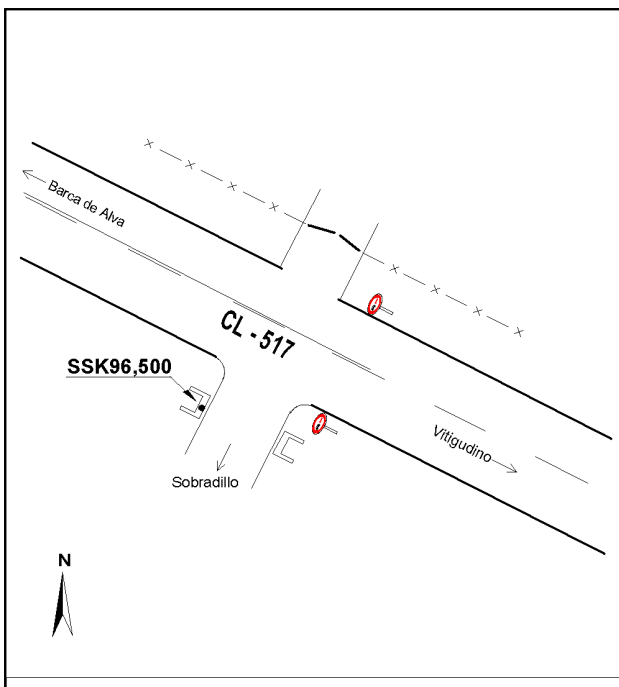 Barca de Alva
CL - 517
SSK96,500
Vitigudino
Sobradillo
N